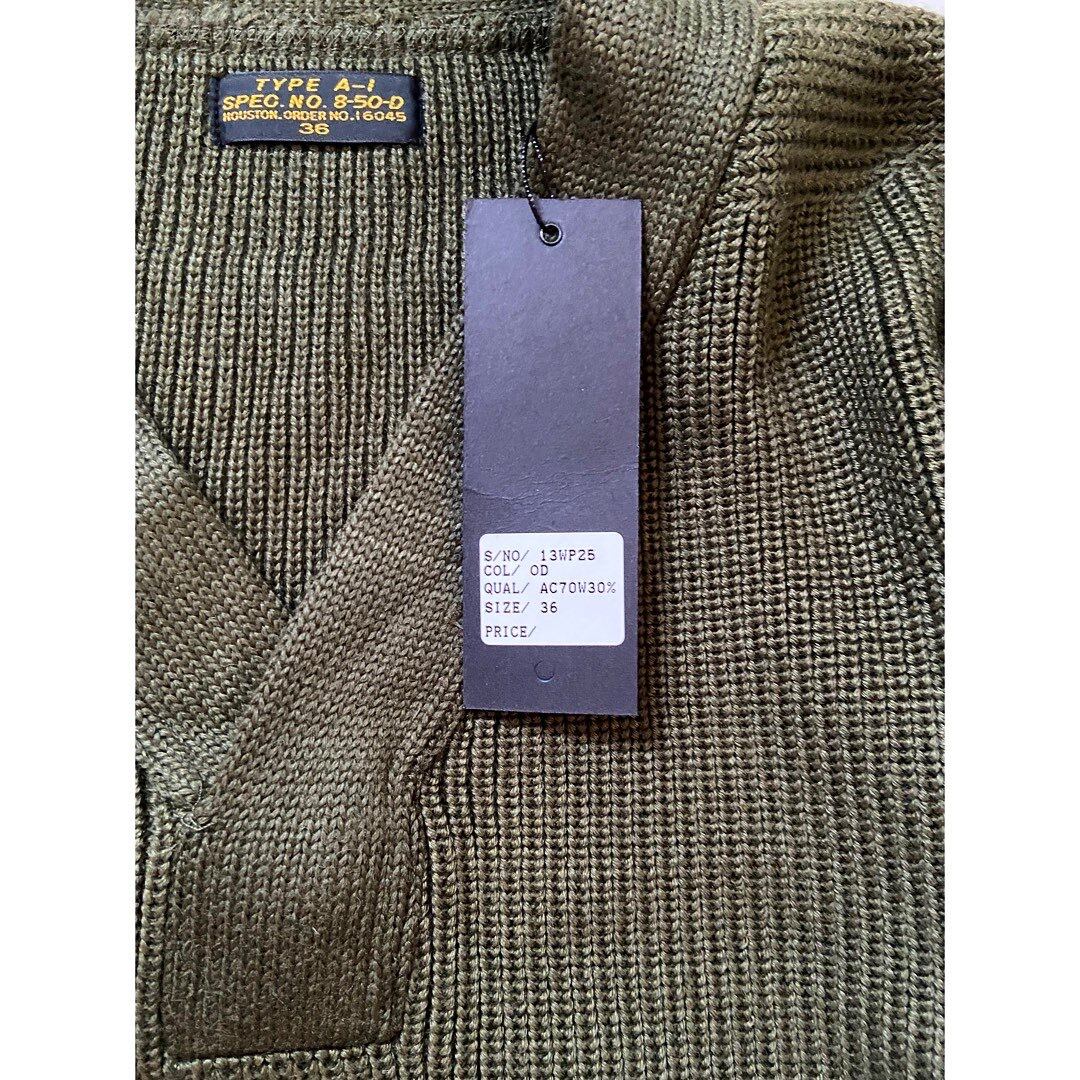 TYPE A-1
SPEC. NO. 8-50-D
HOUSTON. ORDER NO. 16045
36
S/NO/ 13WP25
COL/ OD
QUAL/ AC70W30%
SIZE/ 36
PRICE/